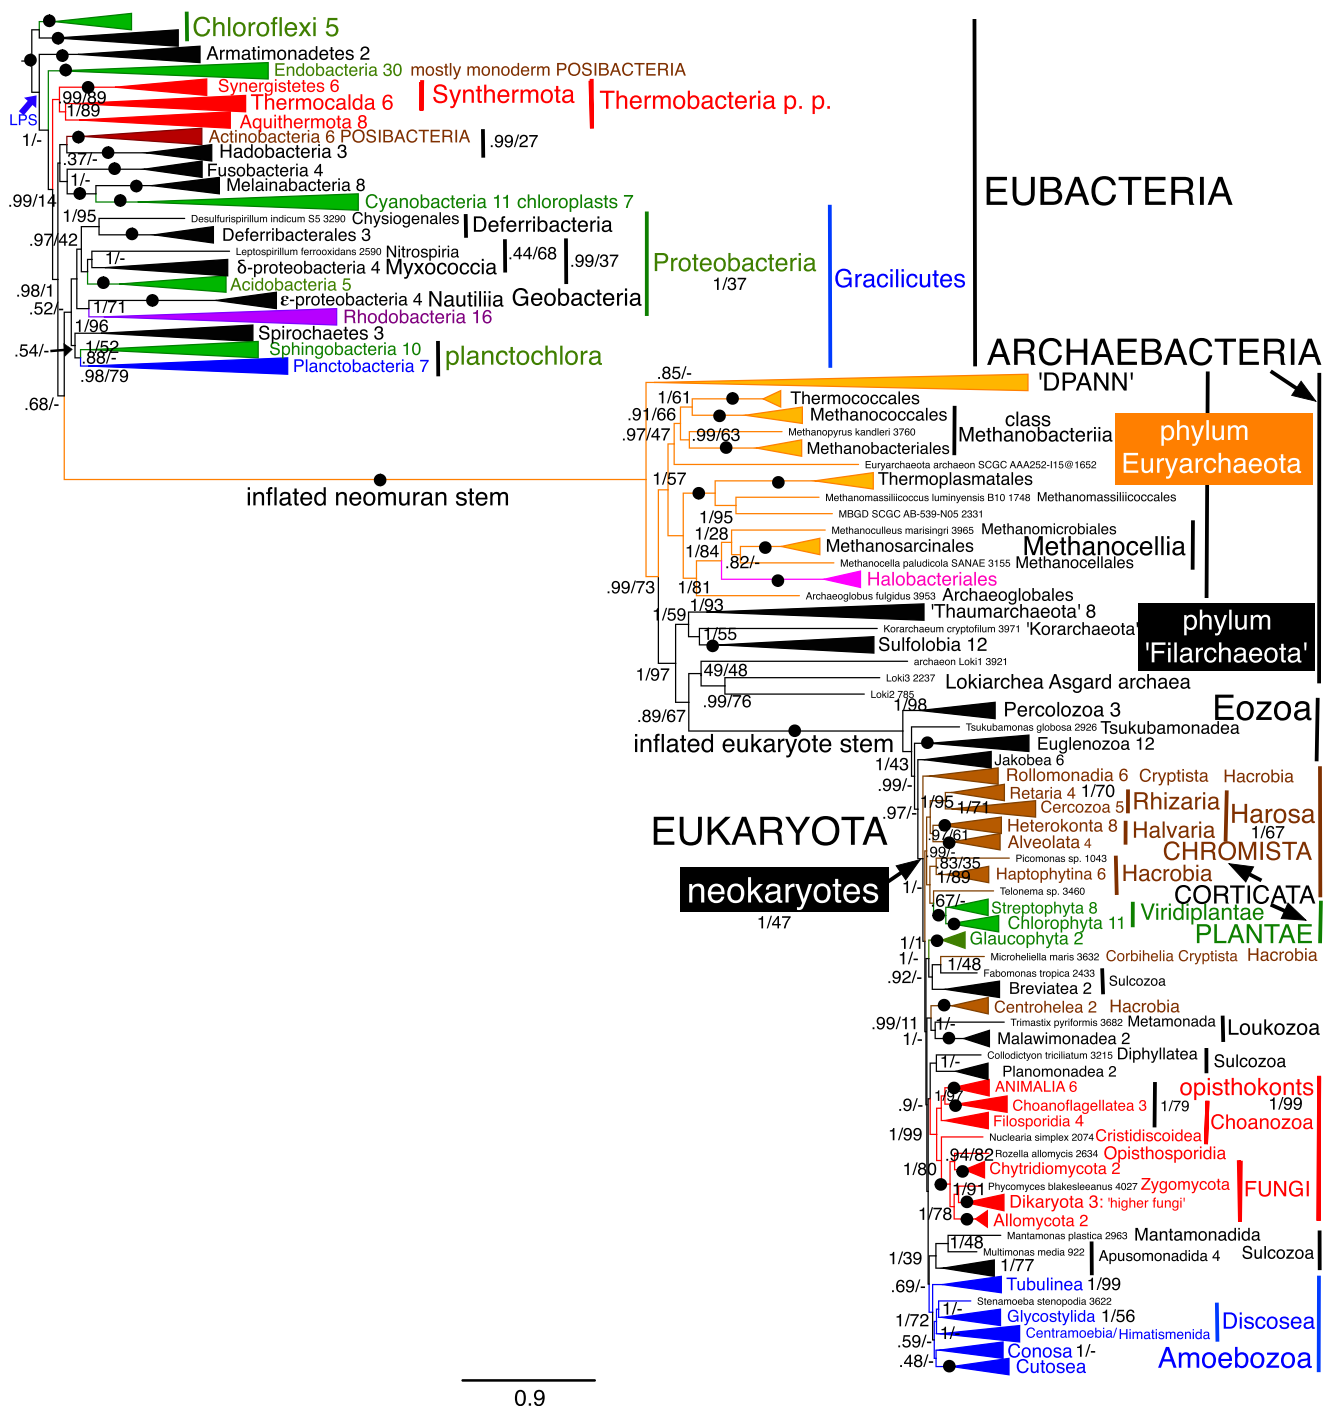 Chloroflexi 5
Armatimonadetes 2
Endobacteria 30 mostly monoderm POSIBACTERIA
Synergistetes 6
.99/89
Thermocalda 6
Synthermota
Thermobacteria p. p.
1/89
LPS
Aquithermota 8
1/-
Actinobacteria 6 POSIBACTERIA
.99/27
Hadobacteria 3
.37/-
Fusobacteria 4
1/-
Melainabacteria 8
EUBACTERIA
.99/14
Cyanobacteria 11 chloroplasts 7
1/95
Desulfurispirillum indicum S5 3290 Chysiogenales
Deferribacteria
.97/42
Deferribacterales 3
Leptospirillum ferrooxidans 2590 Nitrospiria
.44/68
1/-
δ-proteobacteria 4 Myxococcia
.99/37
Proteobacteria
1/37
Gracilicutes
Acidobacteria 5
.98/1
ε-proteobacteria 4 Nautiliia
Geobacteria
.52/-
1/71
Rhodobacteria 16
1/96
Spirochaetes 3
.54/-
1/52
Sphingobacteria 10
planctochlora
.88/-
Planctobacteria 7
.98/79
.68/-
ARCHAEBACTERIA
.85/-
'DPANN'
1/61
Thermococcales
.91/66
Methanococcales
class
Methanobacteriia
.97/47
Methanopyrus kandleri 3760
.99/63
Methanobacteriales
phylum
Euryarchaeota
Euryarchaeota archaeon SCGC AAA252-I15@1652
inflated neomuran stem
1/57
Thermoplasmatales
Methanomassiliicoccus luminyensis B10 1748 Methanomassiliicoccales
1/95
MBGD SCGC AB-539-N05 2331
1/28
Methanoculleus marisingri 3965 Methanomicrobiales
1/84
Methanosarcinales
Methanocellia
.82/-
Methanocella paludicola SANAE 3155 Methanocellales
Halobacteriales
.99/73
1/81
Archaeoglobus fulgidus 3953 Archaeoglobales
1/59
1/93
'Thaumarchaeota' 8
1/55
Korarchaeum cryptofilum 3971 'Korarchaeota'
phylum
'Filarchaeota'
Sulfolobia 12
archaeon Loki1 3921
1/97
49/48
Loki3 2237
Lokiarchea Asgard archaea
.99/76
Loki2 785
.89/67
1/98
Percolozoa 3
Eozoa
Tsukubamonas globosa 2926 Tsukubamonadea
inflated eukaryote stem
Euglenozoa 12
1/43
Jakobea 6
.99/-
Rollomonadia 6 Cryptista Hacrobia
Retaria 4 1/70
1/95
1/71
Cercozoa 5
Rhizaria
.97/-
Harosa
1/67
Heterokonta 8
Halvaria
EUKARYOTA
.97/61
Alveolata 4
.99/-
CHROMISTA
Picomonas sp. 1043
.83/35
Haptophytina 6
Hacrobia
1/89
neokaryotes
1/47
1/-
Telonema sp. 3460
CORTICATA
.67/-
Streptophyta 8
Viridiplantae
Chlorophyta 11
PLANTAE
1/1
Glaucophyta 2
1/-
Microheliella maris 3632 Corbihelia Cryptista Hacrobia
1/48
.92/-
Fabomonas tropica 2433
Sulcozoa
Breviatea 2
Centrohelea 2 Hacrobia
.99/11
1/-
Trimastix pyriformis 3682 Metamonada
Loukozoa
1/-
Malawimonadea 2
Collodictyon triciliatum 3215 Diphyllatea
Sulcozoa
1/-
Planomonadea 2
ANIMALIA 6
opisthokonts
1/99
1/97
.9/-
Choanoflagellatea 3
1/79
Choanozoa
Filosporidia 4
1/99
Nuclearia simplex 2074 Cristidiscoidea
.94/82
Rozella allomycis 2634 Opisthosporidia
1/80
Chytridiomycota 2
1/91
Phycomyces blakesleeanus 4027 Zygomycota
FUNGI
Dikaryota 3: 'higher fungi'
1/78
Allomycota 2
Mantamonas plastica 2963 Mantamonadida
1/48
Multimonas media 922
Apusomonadida 4
Sulcozoa
1/39
1/77
.69/-
Tubulinea 1/99
Stenamoeba stenopodia 3622
1/-
Glycostylida 1/56
Discosea
1/72
1/-
Centramoebia/Himatismenida
.59/-
Conosa 1/-
Amoebozoa
.48/-
Cutosea
0.9